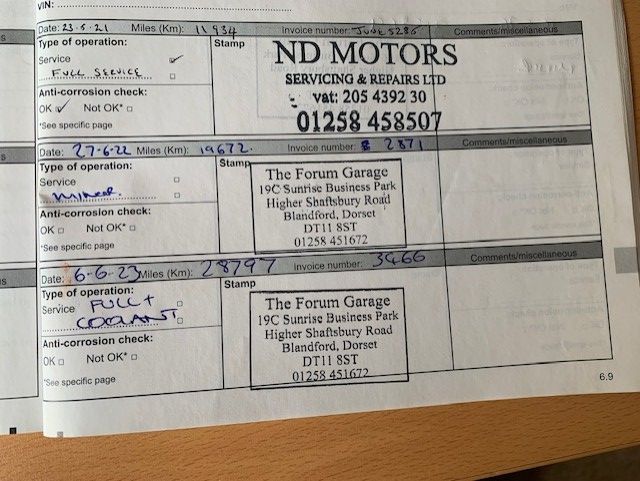 VIN:
Date: 23-6-21 Miles (Km): 11934 Invoice number: JUNE 5286 Comments/miscellaneous
Type of operation:
Service ✓
FULL SERVICE
Anti-corrosion check:
OK ✓ Not OK*
*See specific page
Stamp
ND MOTORS
SERVICING & REPAIRS LTD
vat: 205 4392 30
01258 458507
Date: 27-6-22 Miles (Km): 19672. Invoice number: 2871 Comments/miscellaneous
Type of operation:
Service
MINOR
Anti-corrosion check:
OK Not OK*
*See specific page
Stamp
The Forum Garage
19C Sunrise Business Park
Higher Shaftsbury Road
Blandford, Dorset
DT11 8ST
01258 451672
Date: 6-6-23 Miles (Km): 28797 Invoice number: 3466 Comments/miscellaneous
Type of operation:
Service FULL +
COOLANT
Anti-corrosion check:
OK Not OK*
*See specific page
Stamp
The Forum Garage
19C Sunrise Business Park
Higher Shaftsbury Road
Blandford, Dorset
DT11 8ST
01258 451672
6.9